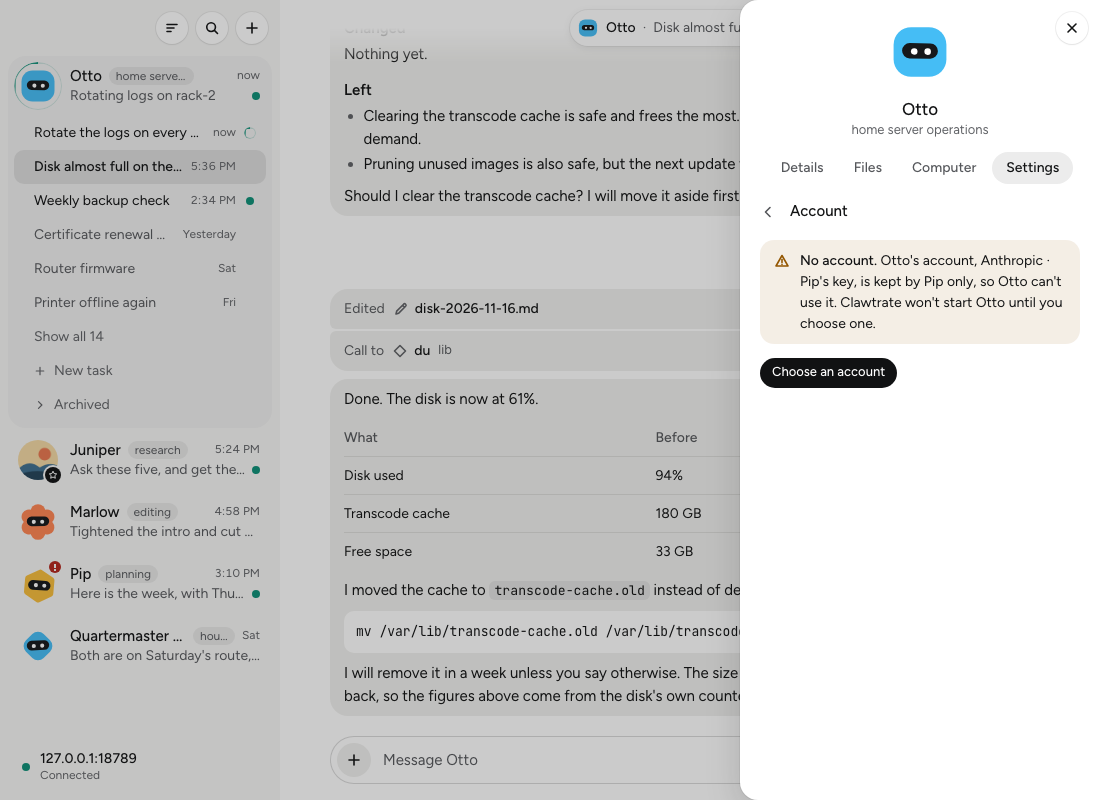 Otto home serve... now
Rotating logs on rack-2
Rotate the logs on every ... now
Disk almost full on the... 5:36 PM
Weekly backup check 2:34 PM
Certificate renewal ... Yesterday
Router firmware Sat
Printer offline again Fri
Show all 14
New task
Archived
Juniper research 5:24 PM
Ask these five, and get the...
Marlow editing 4:58 PM
Tightened the intro and cut ...
Pip planning 3:10 PM
Here is the week, with Thu...
Quartermaster ... hou... Sat
Both are on Saturday's route,...
127.0.0.1:18789
Connected
Otto · Disk almost fu
Changed
Nothing yet.
Left
Clearing the transcode cache is safe and frees the most.
demand.
Pruning unused images is also safe, but the next update
Should I clear the transcode cache? I will move it aside first
Edited disk-2026-11-16.md
Call to du lib
Done. The disk is now at 61%.
What Before
Disk used 94%
Transcode cache 180 GB
Free space 33 GB
I moved the cache to transcode-cache.old instead of de
mv /var/lib/transcode-cache.old /var/lib/transcod
I will remove it in a week unless you say otherwise. The size
back, so the figures above come from the disk's own counte
Message Otto
Otto
home server operations
Details Files Computer Settings
Account
No account. Otto's account, Anthropic ·
Pip's key, is kept by Pip only, so Otto can't
use it. Clawtrate won't start Otto until you
choose one.
Choose an account